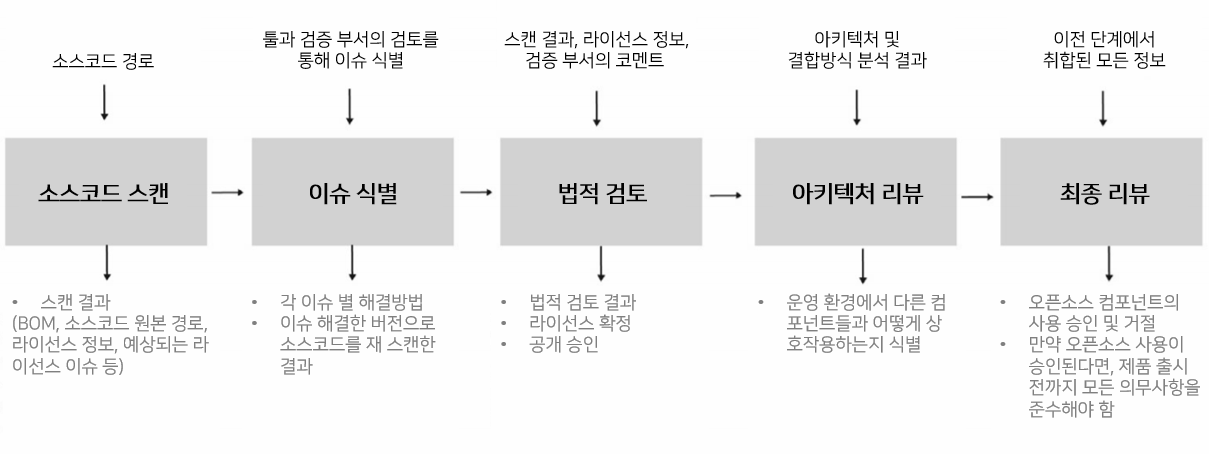 소스코드 경로
툴과 검증 부서의 검토를
통해 이슈 식별
스캔 결과, 라이선스 정보,
검증 부서의 코멘트
아키텍처 및
결합방식 분석 결과
이전 단계에서
취합된 모든 정보
소스코드 스캔
이슈 식별
법적 검토
아키텍처 리뷰
최종 리뷰
• 스캔 결과
(BOM, 소스코드 원본 경로,
라이선스 정보, 예상되는 라
이선스 이슈 등)
• 각 이슈 별 해결방법
• 이슈 해결한 버전으로
소스코드를 재 스캔한
결과
• 법적 검토 결과
• 라이선스 확정
• 공개 승인
• 운영 환경에서 다른 컴
포넌트들과 어떻게 상
호작용하는지 식별
• 오픈소스 컴포넌트의
사용 승인 및 거절
• 만약 오픈소스 사용이
승인된다면, 제품 출시
전까지 모든 의무사항을
준수해야 함